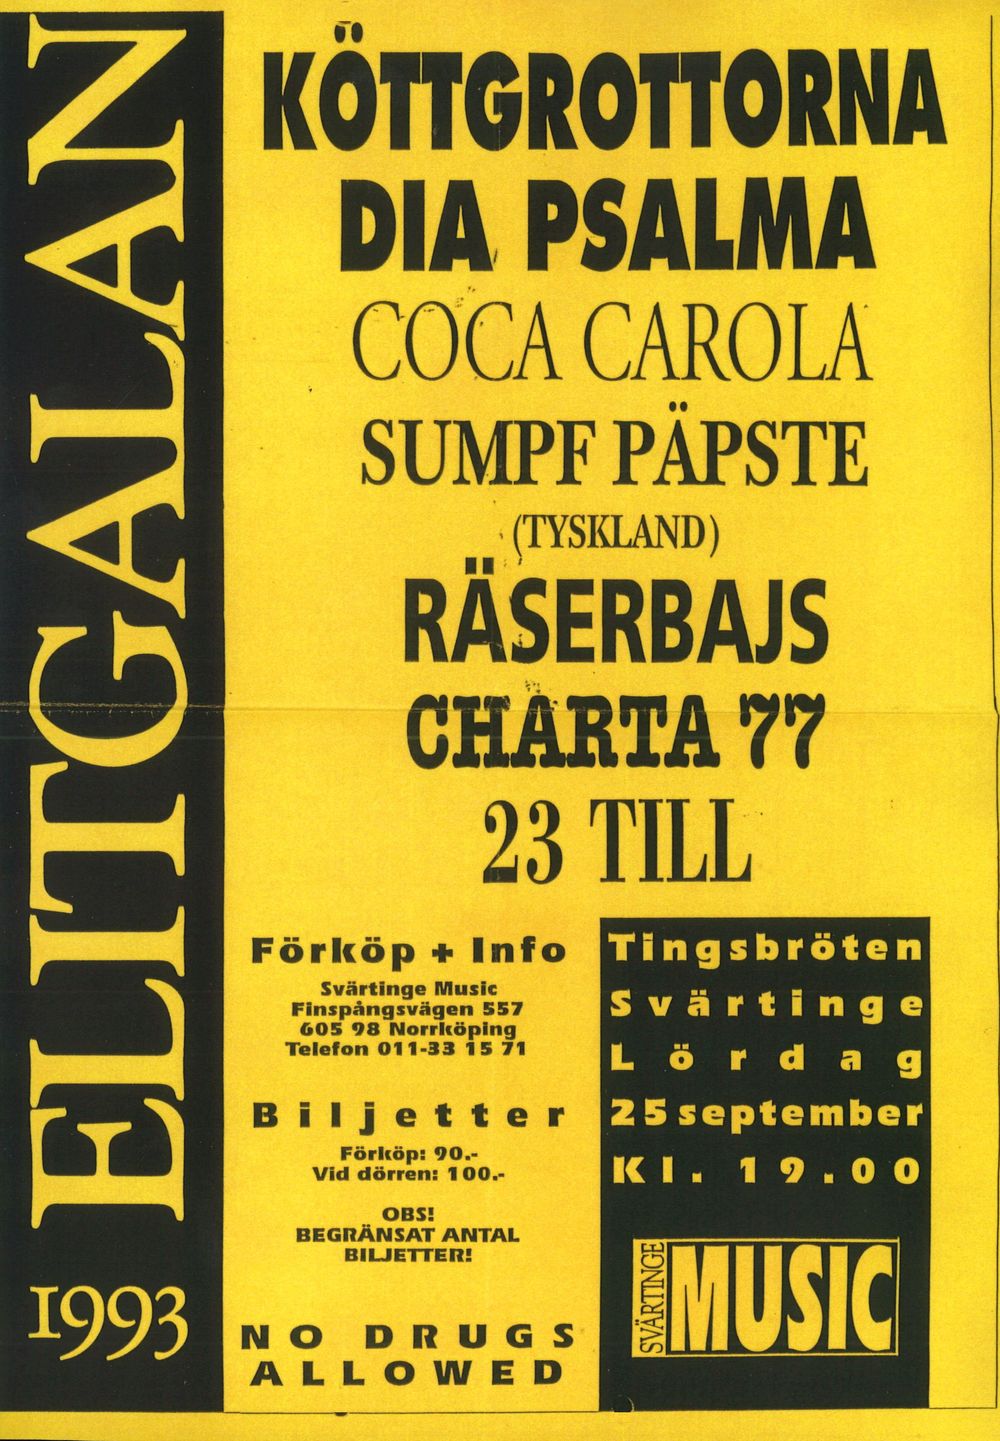 ELITGALAN
1993
KÖTTGROTTORNA
DIA PSALMA
COCA CAROLA
SUMPF PÄPSTE
(TYSKLAND)
RÄSERBAJS
CHARTA 77
23 TILL
Förköp + Info
Svärtinge Music
Finspångsvägen 557
605 98 Norrköping
Telefon 011-33 15 71
Biljetter
Förköp: 90.-
Vid dörren: 100.-
OBS!
BEGRÄNSAT ANTAL
BILJETTER!
NO DRUGS
ALLOWED
Tingsbröten
Svärtinge
Lördag
25 september
Kl. 19.00
SVÄRTINGE
MUSIC